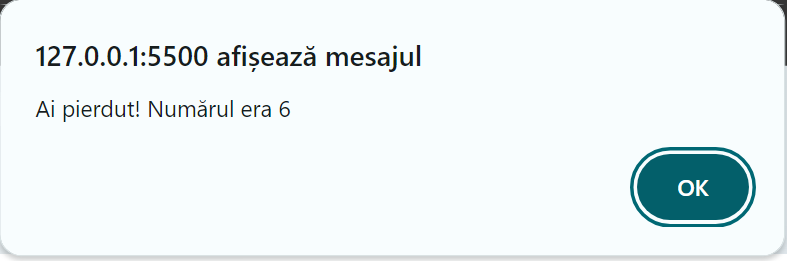 127.0.0.1:5500 afișează mesajul
Ai pierdut! Numărul era 6
OK